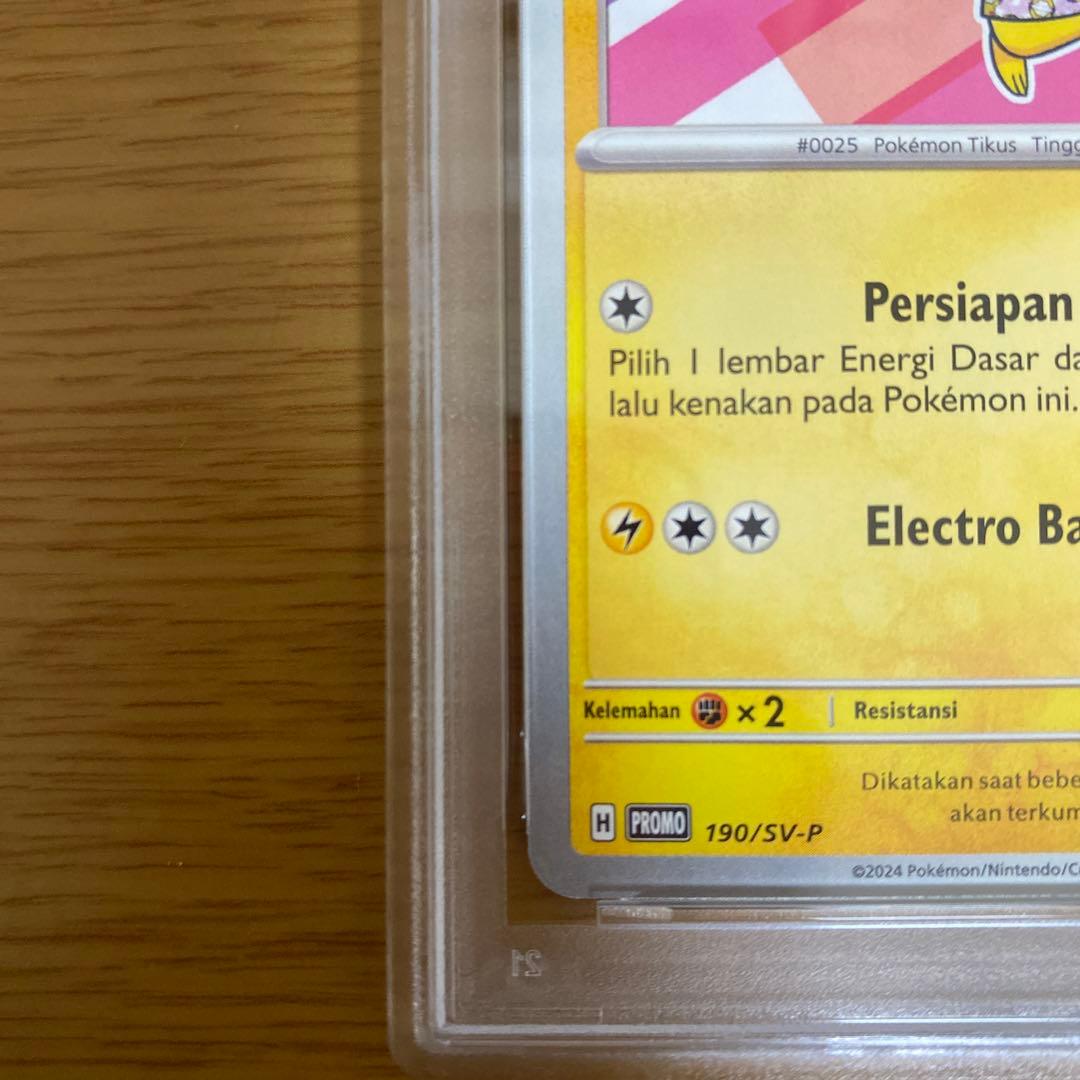 #0025 Pokémon Tikus
Persiapan
Pilih 1 lembar Energi Dasar
lalu kenakan pada Pokémon ini.
Electro
Kelemahan ×2 Resistansi
Dikatakan saat
akan
H PROMO 190/SV-P
©2024 Pokémon/Nintendo/
21